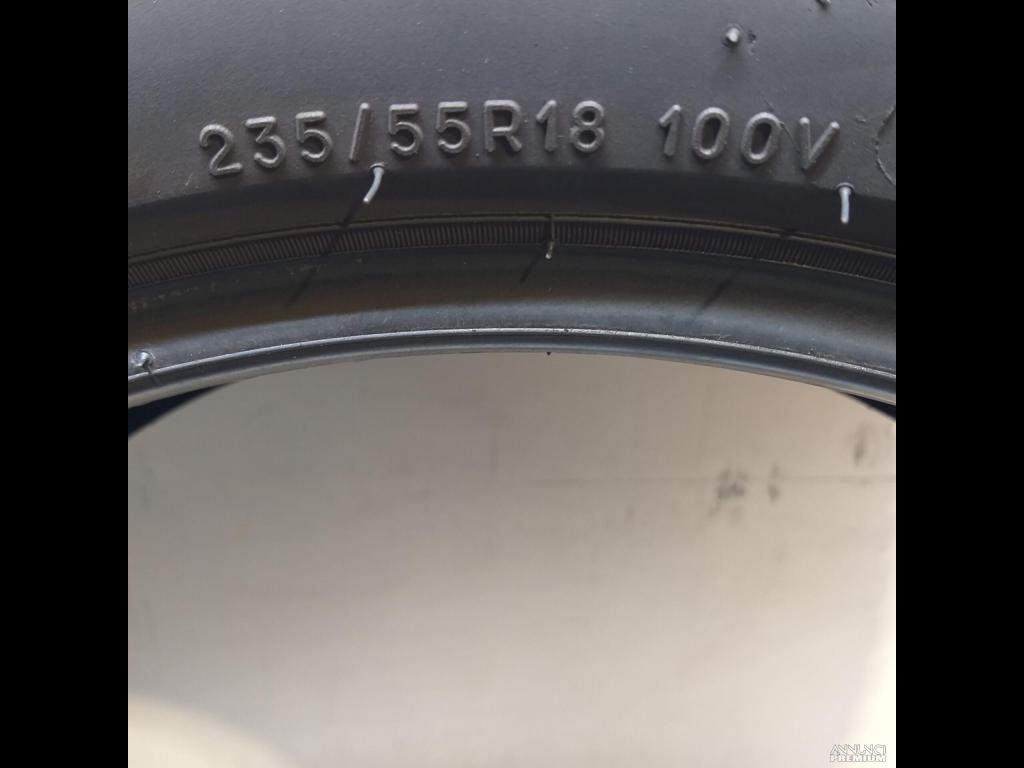 235/55R18 100V
ANNUNCI
PREMIUM